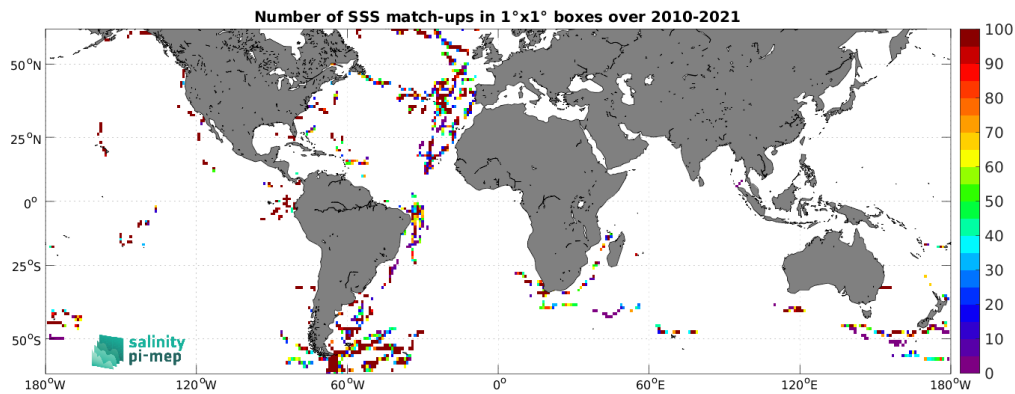 Number of SSS match-ups in 1°x1° boxes over 2010-2021
50°N
25°N
0°
25°S
50°S
180°W
120°W
60°W
0°
60°E
120°E
180°W
100
90
80
70
60
50
40
30
20
10
0
salinity
pi-mep